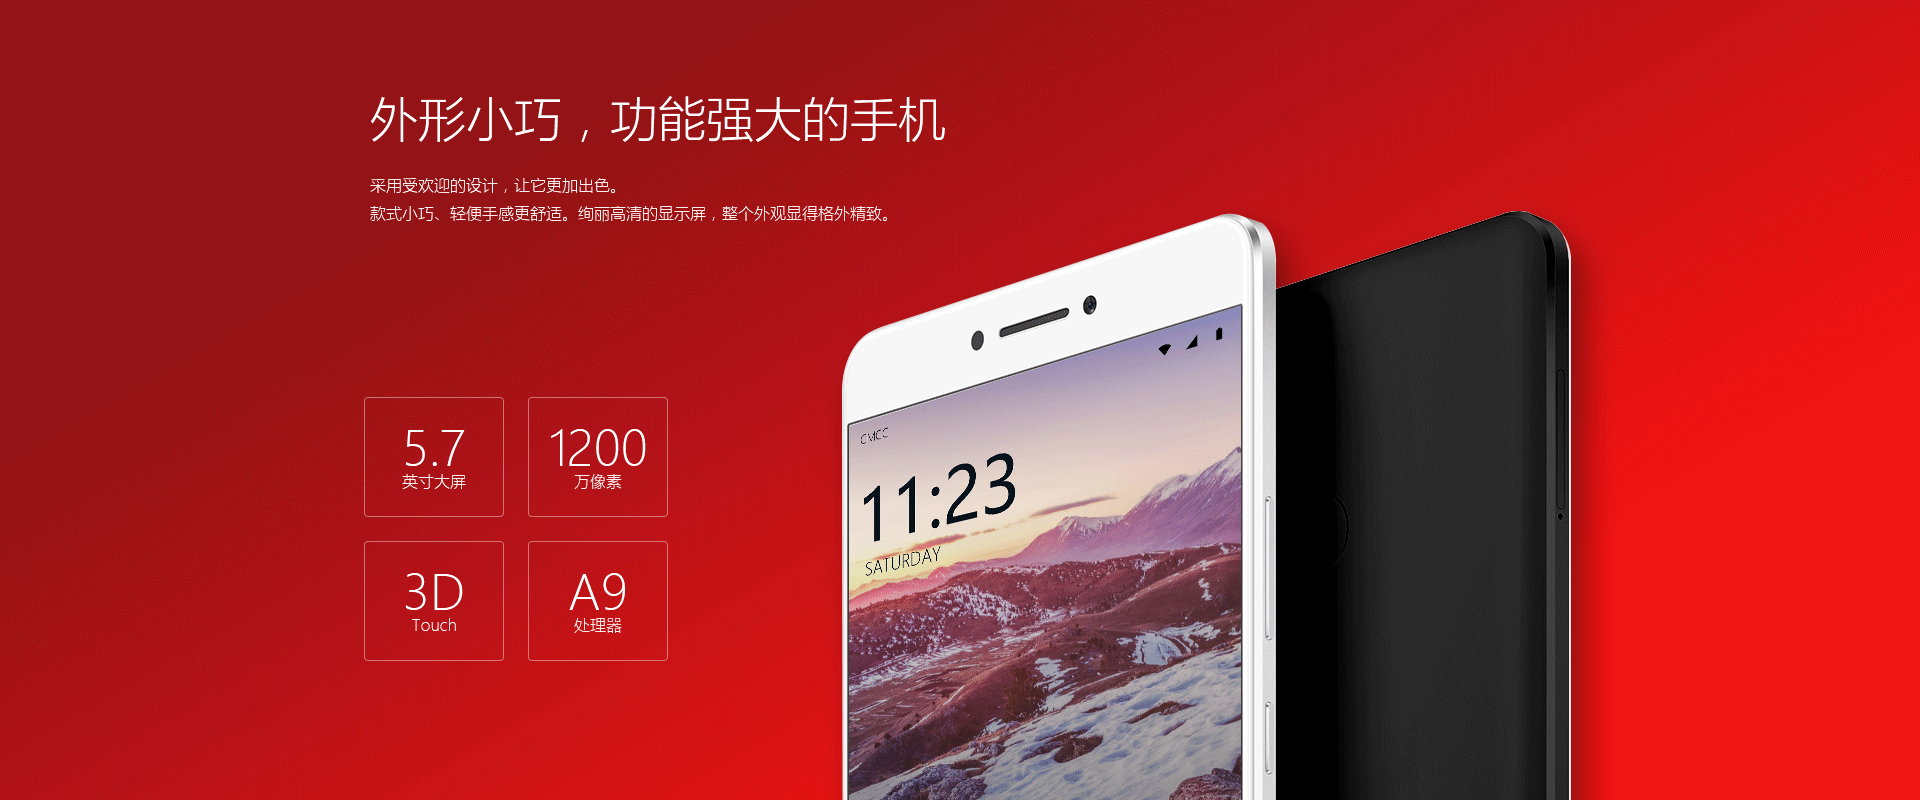 外形小巧，功能强大的手机
采用受欢迎的设计，让它更加出色。
款式小巧、轻便手感更舒适。绚丽高清的显示屏，整个外观显得格外精致。
5.7
英寸大屏
1200
万像素
3D
Touch
A9
处理器
CMCC
11:23
SATURDAY